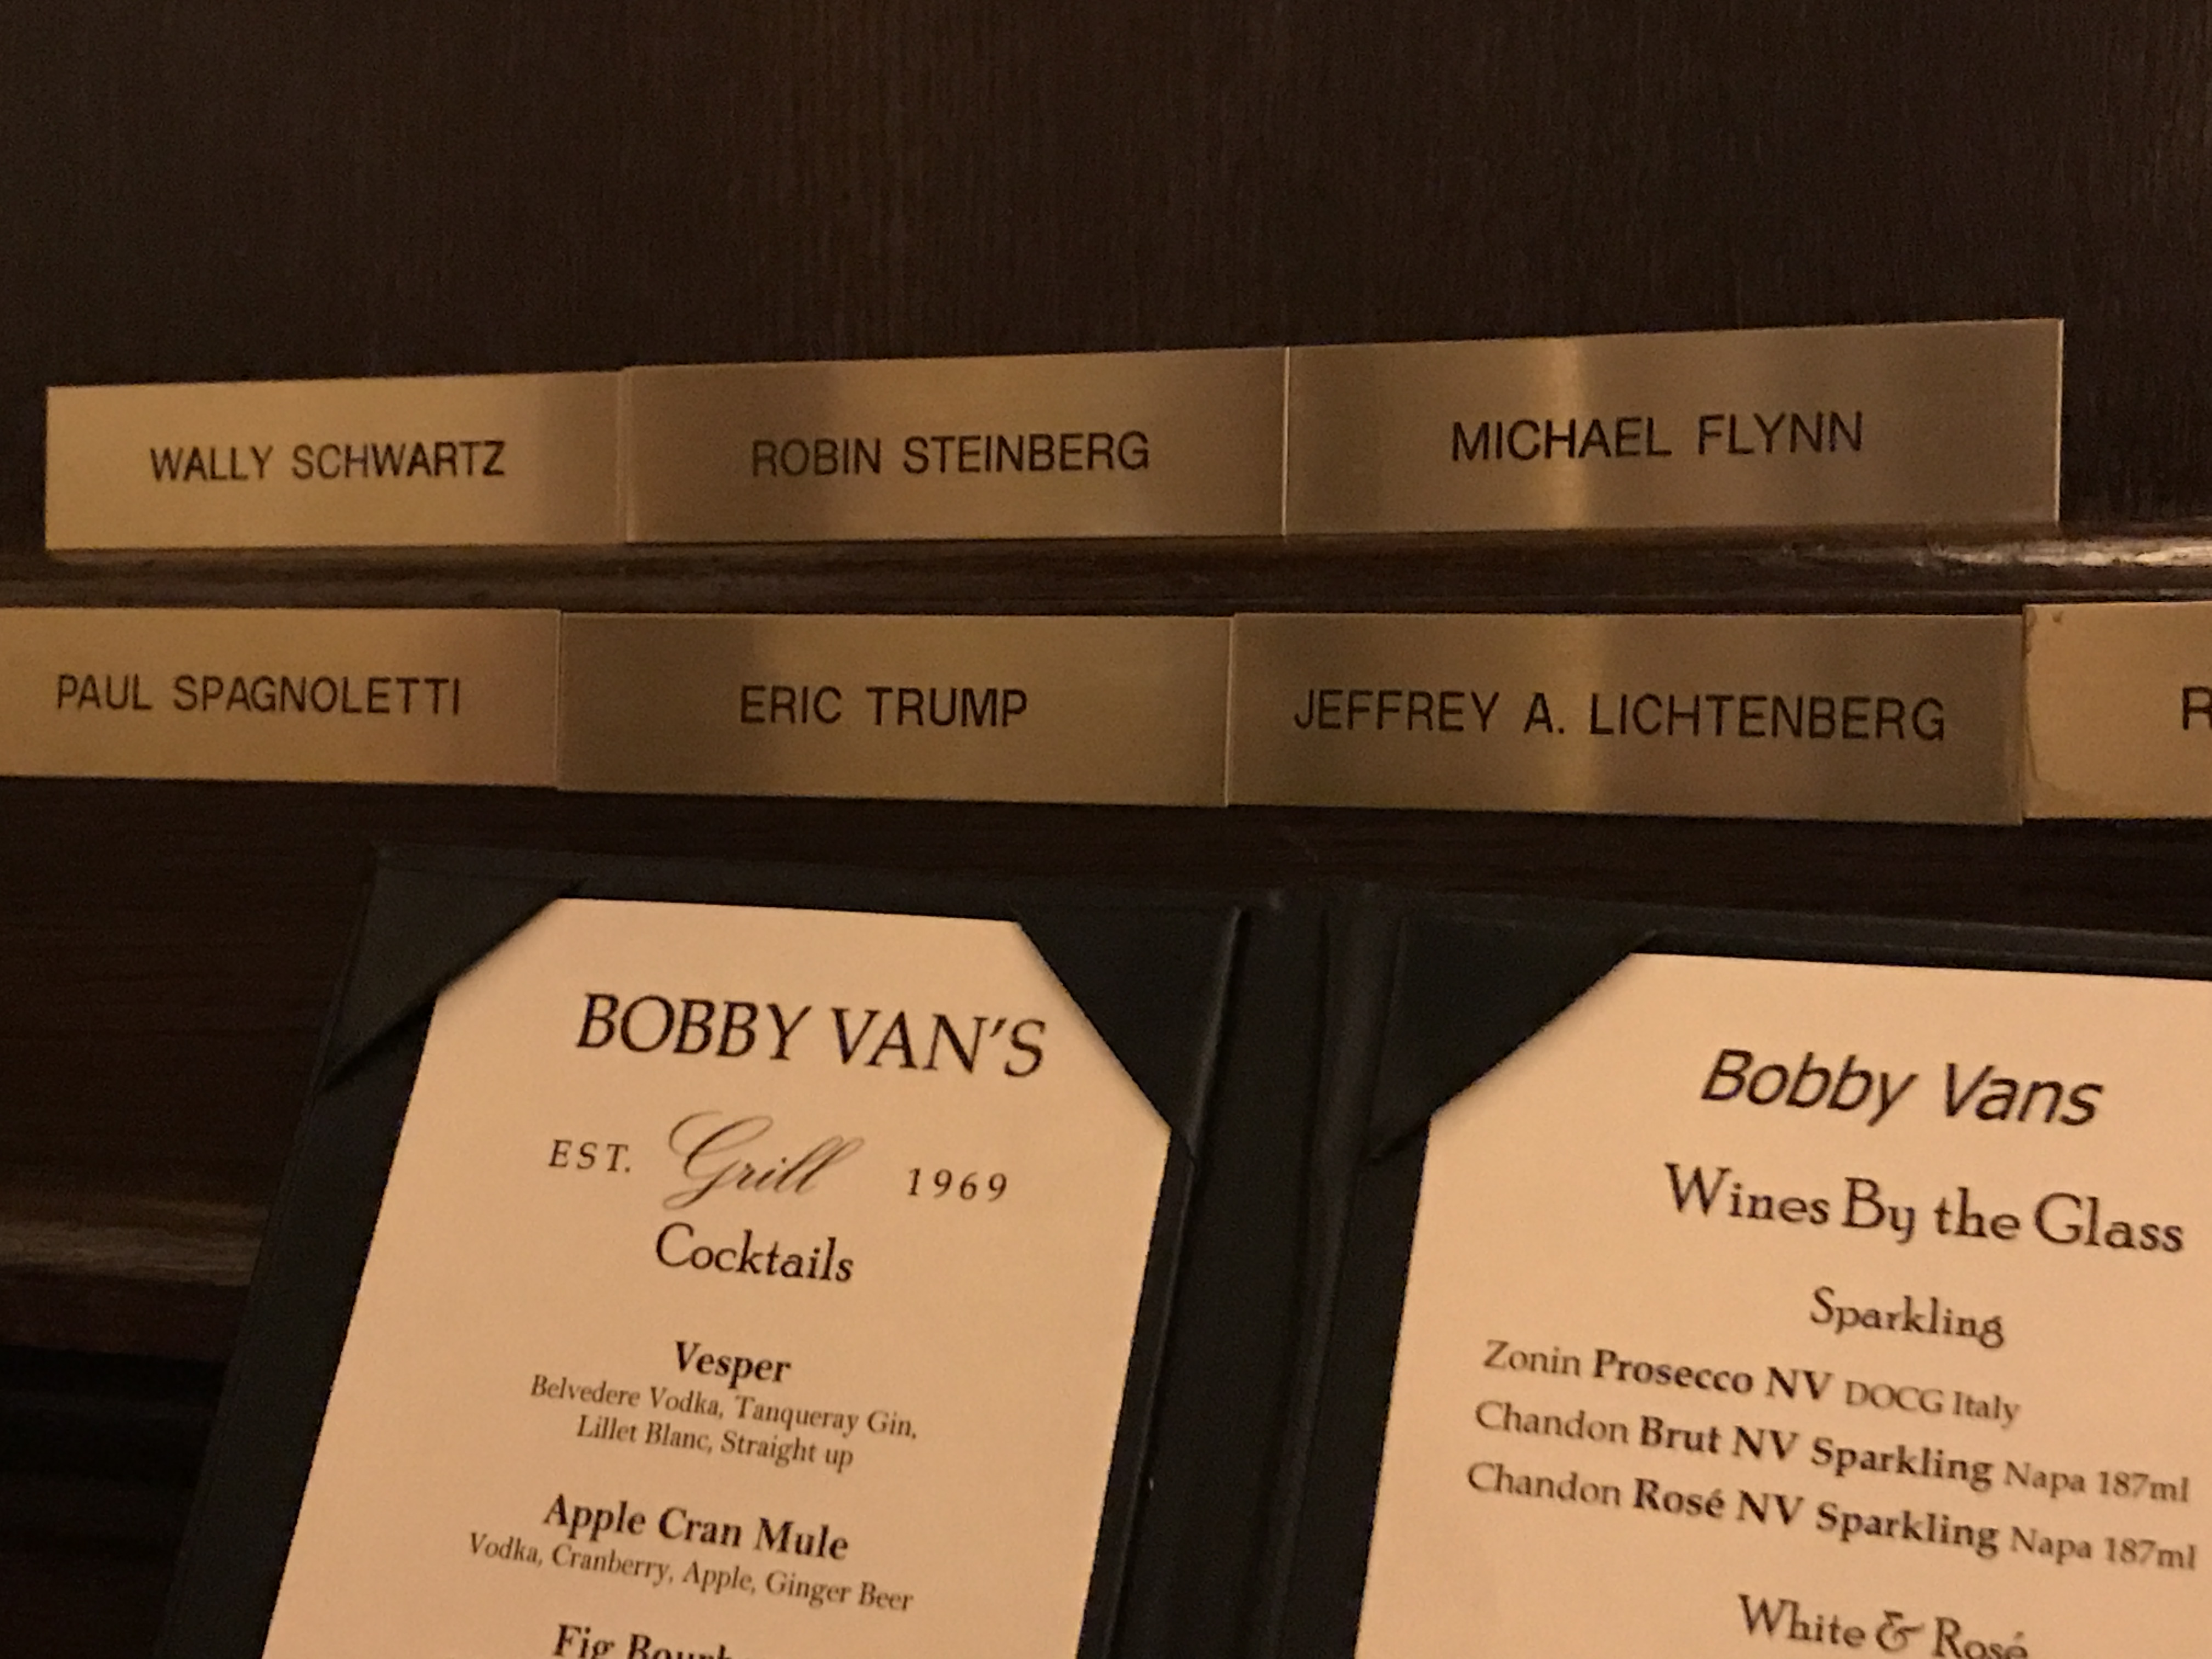 WALLY SCHWARTZ
ROBIN STEINBERG
MICHAEL FLYNN
PAUL SPAGNOLETTI
ERIC TRUMP
JEFFREY A. LICHTENBERG
BOBBY VAN'S
EST. Grill 1969
Cocktails
Vesper
Belvedere Vodka, Tanqueray Gin,
Lillet Blanc, Straight up
Apple Cran Mule
Vodka, Cranberry, Apple, Ginger Beer
Fig
Bobby Vans
Wines By the Glass
Sparkling
Zonin Prosecco NV DOCG Italy
Chandon Brut NV Sparkling Napa 187ml
Chandon Rosé NV Sparkling Napa 187ml
White & Rosé